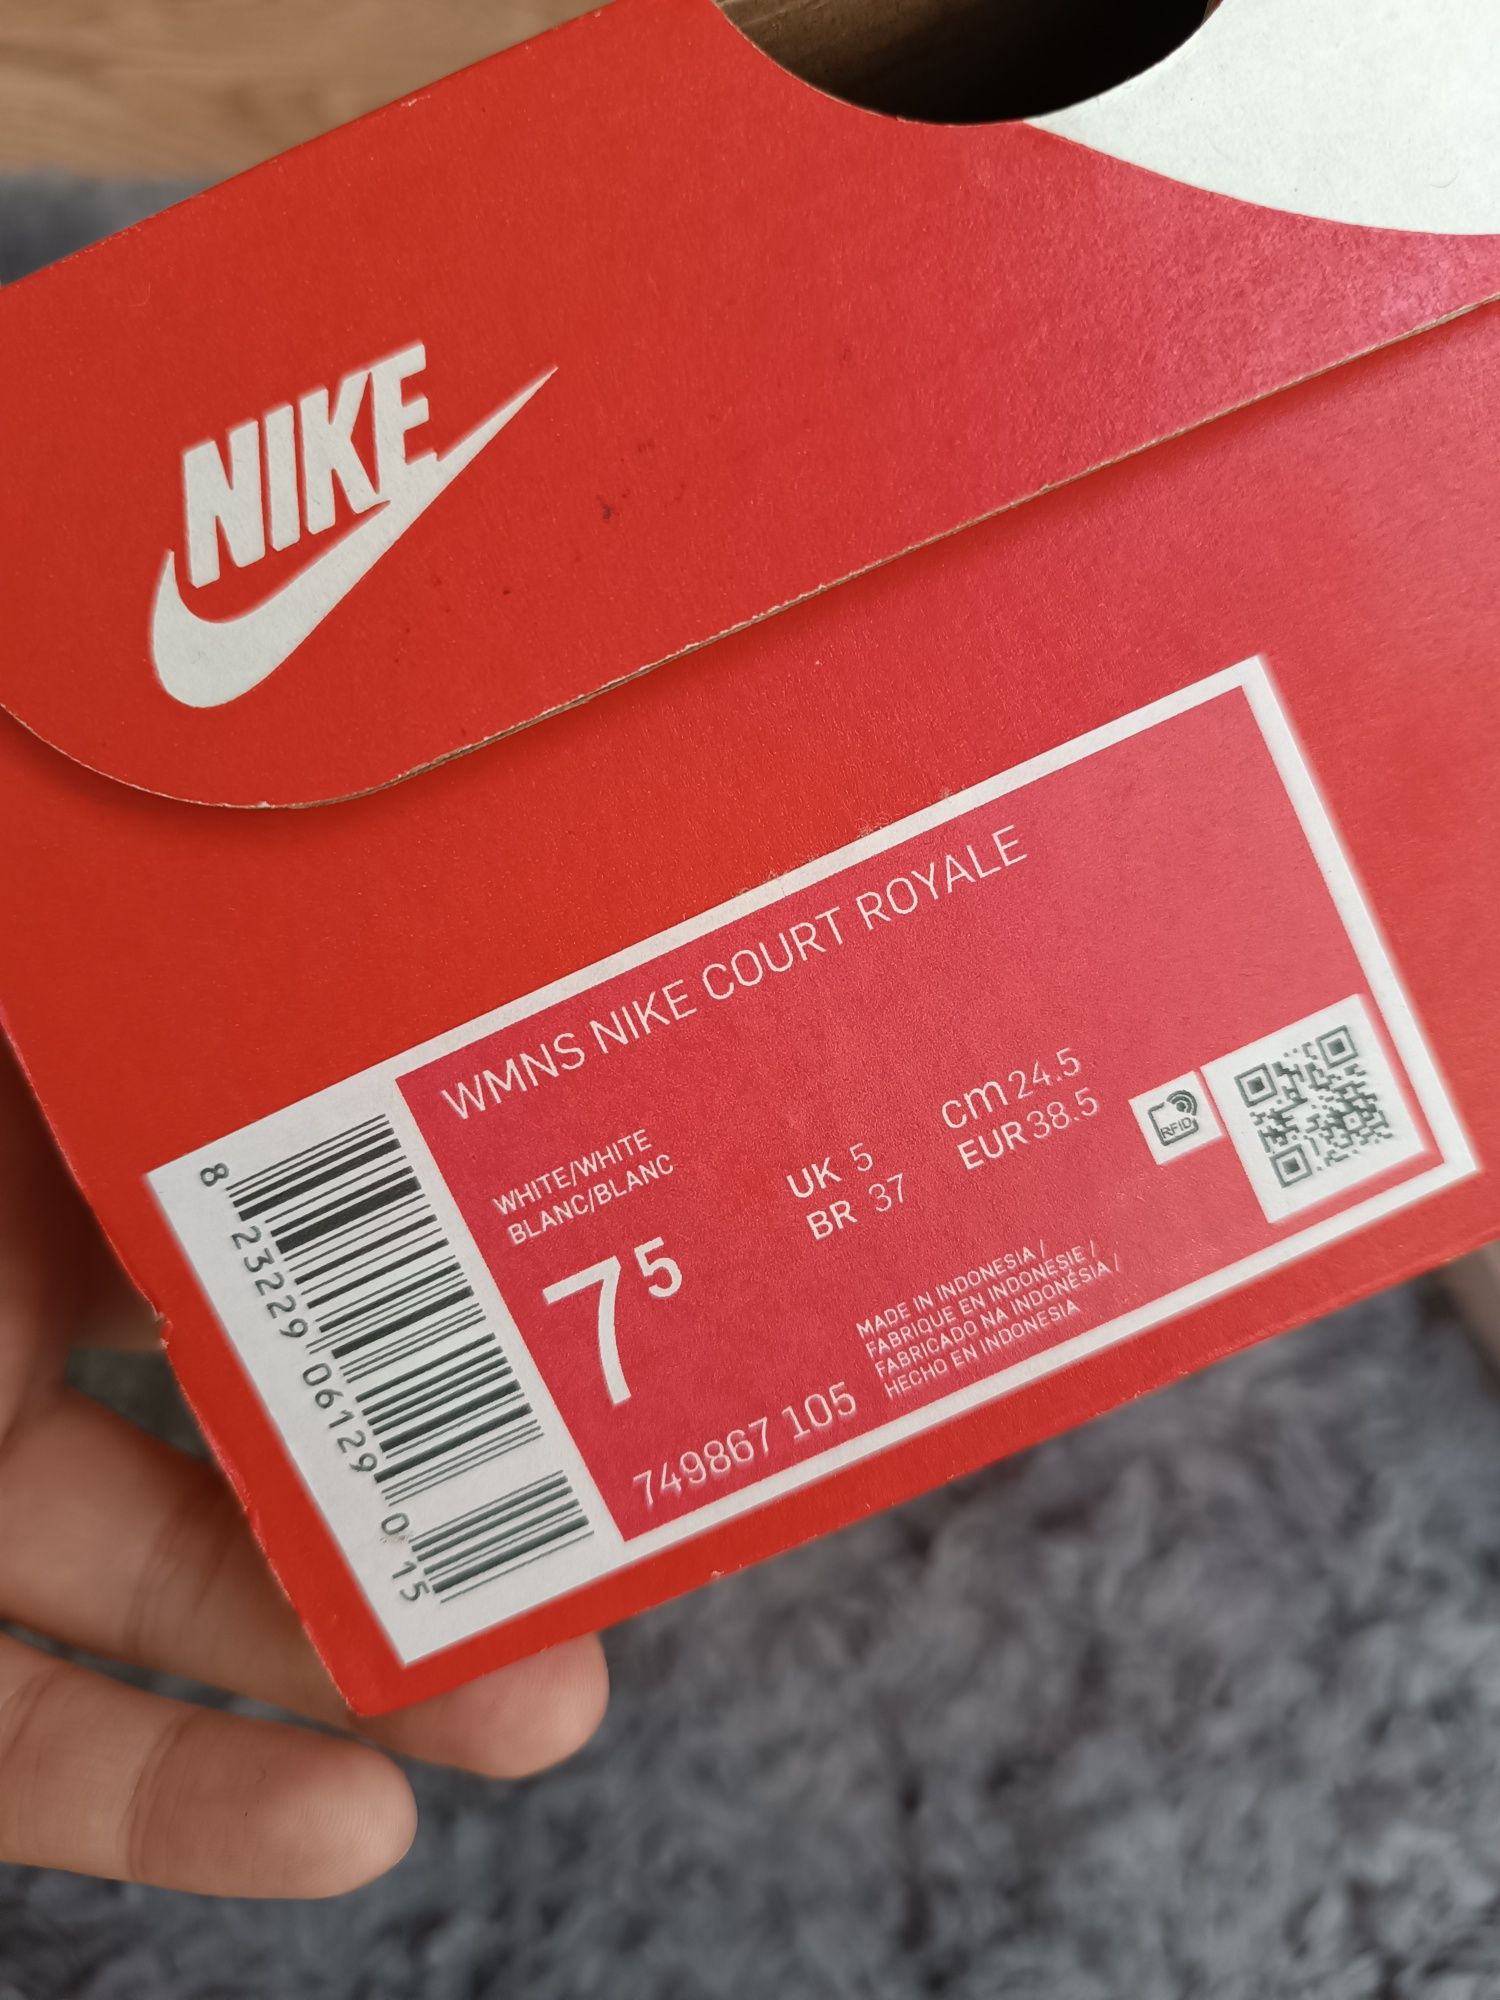 NIKE
WMNS NIKE COURT ROYALE
WHITE/WHITE
BLANC/BLANC
7 5
UK 5
BR 37
cm 24.5
EUR 38.5
RFID
MADE IN INDONESIA /
FABRIQUE EN INDONESIE /
FABRICADO NA INDONÉSIA /
HECHO EN INDONESIA
749867 105
8 23229 06129 0 15